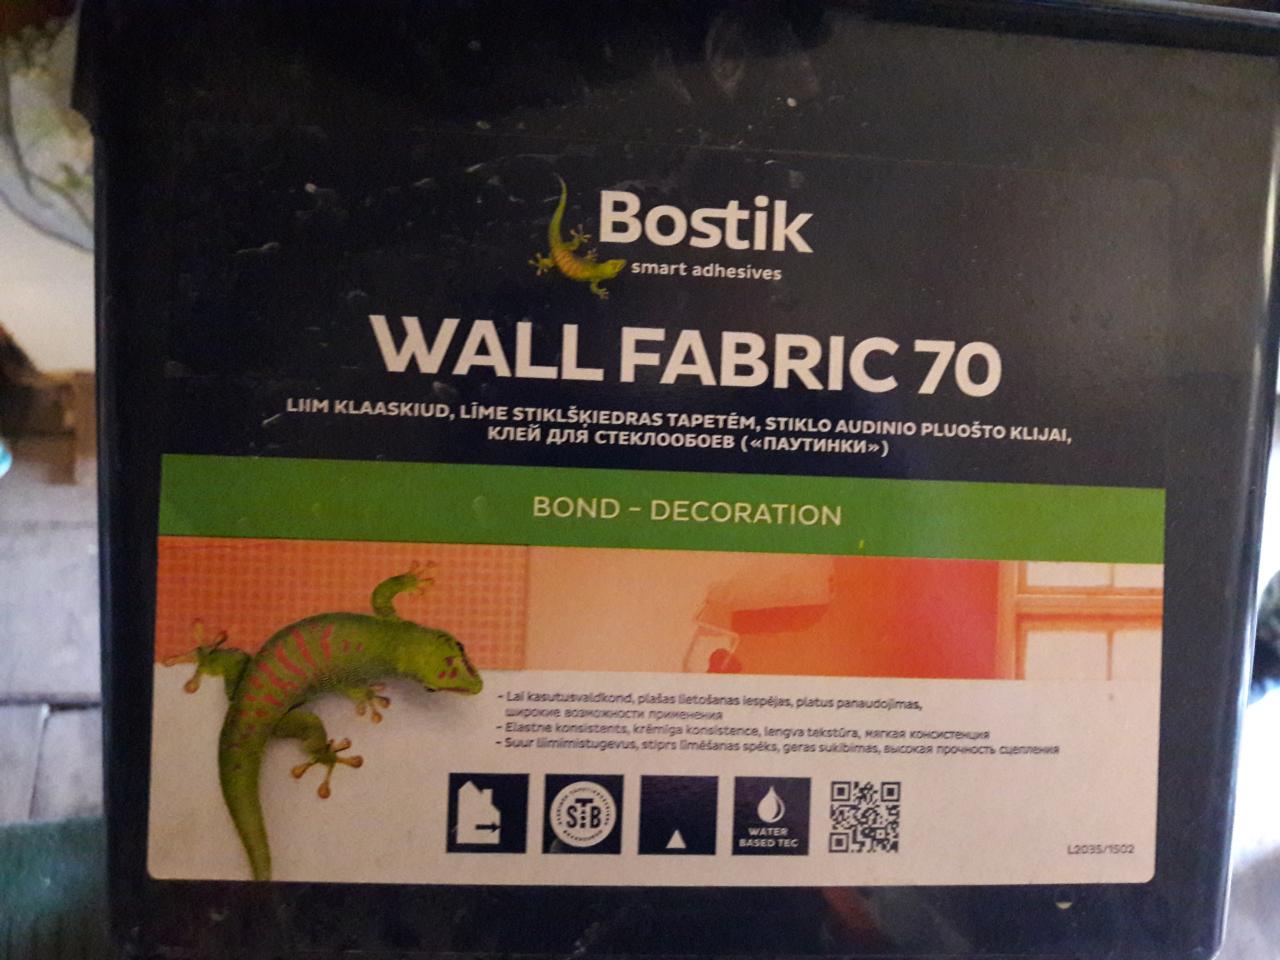 Bostik
smart adhesives
WALL FABRIC 70
LIIM KLAASKIUD, LĪME STIKLŠĶIEDRAS TAPETĒM, STIKLO AUDINIO PLUOŠTO KLIJAI,
КЛЕЙ ДЛЯ СТЕКЛООБОЕВ («ПАУТИНКИ»)
BOND - DECORATION
- Lai kasutusvaldkond, plašas lietošanas iespējas, platus panaudojimas,
широкие возможности применения
- Elastne konsistents, krēmīga konsistence, lengva tekstūra, мягкая консистенция
- Suur liimimistugevus, stiprs līmēšanas spēks, geras sukibimas, высокая прочность сцепления
STB
WATER
BASED TEC
L2035/1502